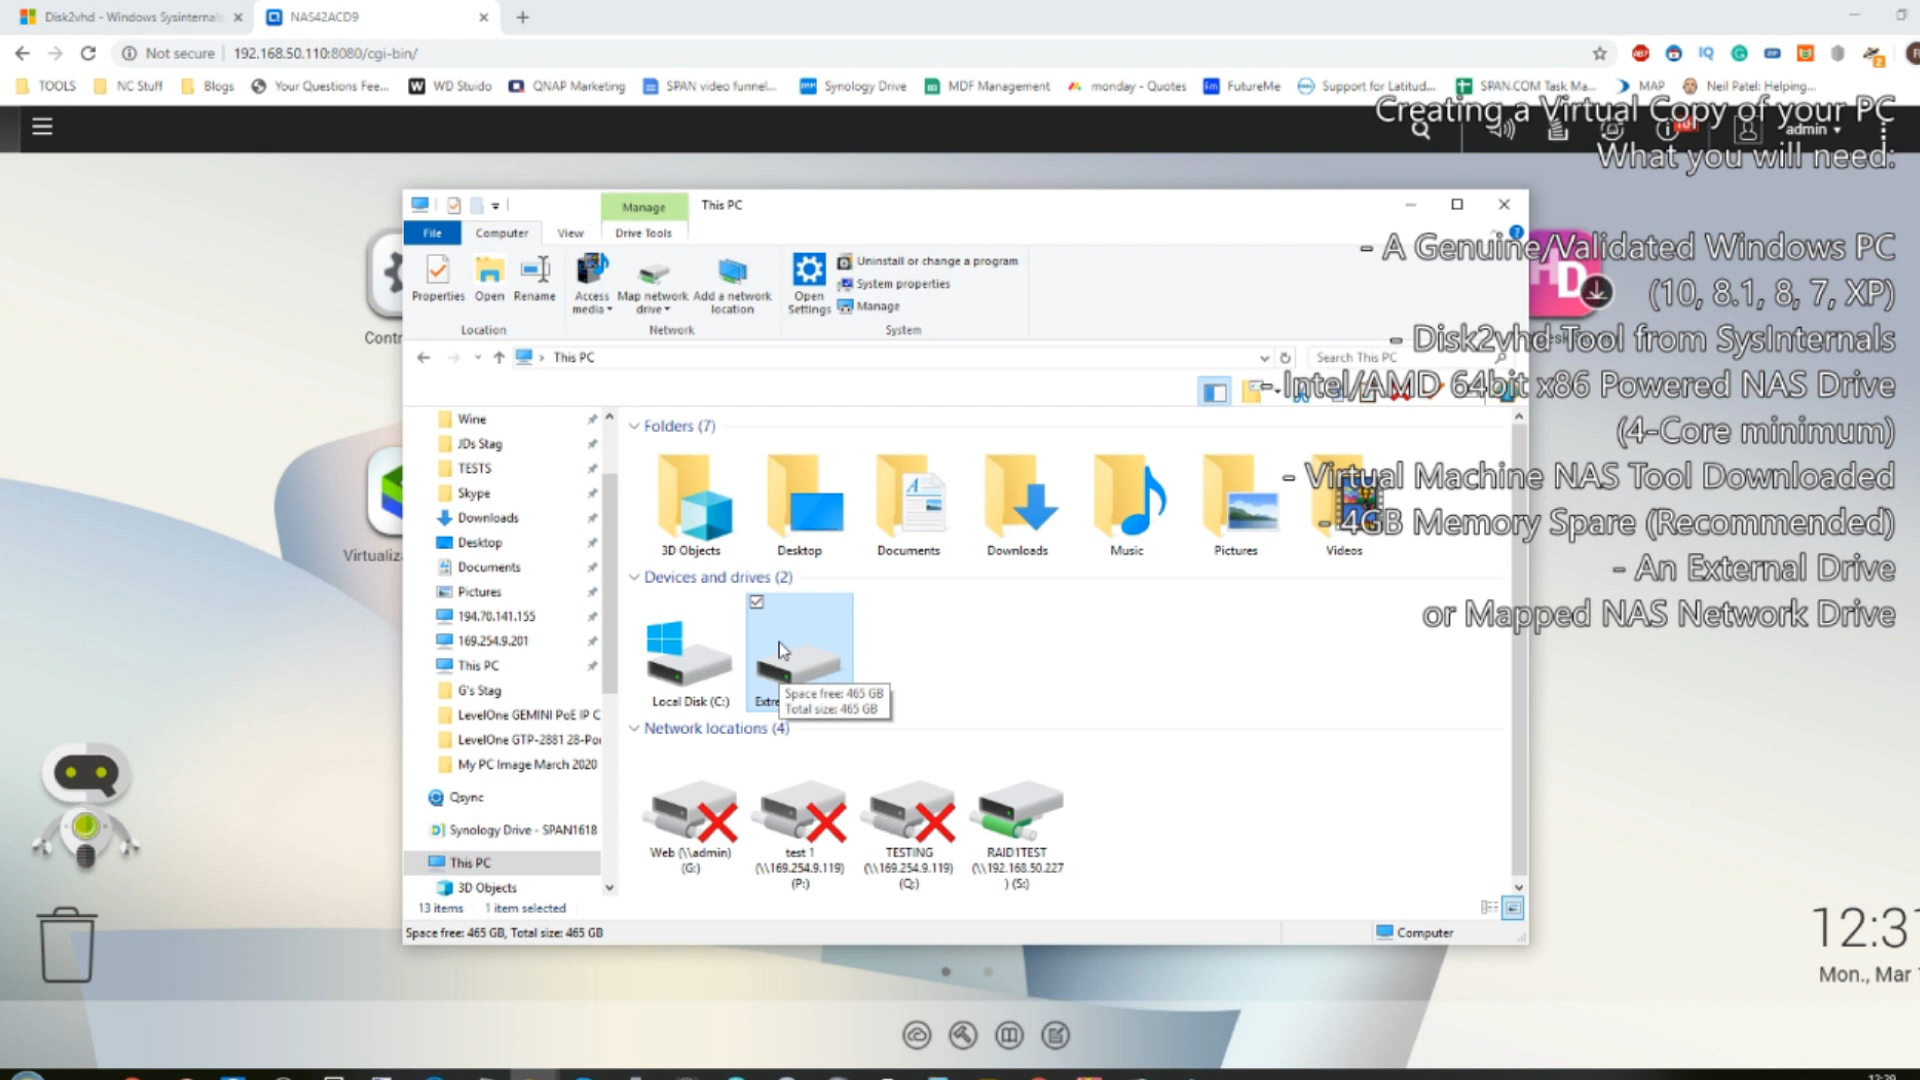 Disk2vhd - Windows Sysinternals
NAS42ACD9
Not secure
192.168.50.110:8080/cgi-bin/
TOOLS
NC Stuff
Blogs
Your Questions Fee...
WD Stuido
QNAP Marketing
SPAN video funnel...
Synology Drive
MDF Management
monday - Quotes
FutureMe
Support for Latitud...
SPAN.COM Task Ma...
MAP
Neil Patel: Helping...
Creating a Virtual Copy of your PC
What you will need:
- A Genuine/Validated Windows PC
(10, 8.1, 8, 7, XP)
- Disk2vhd Tool from SysInternals
- Intel/AMD 64bit x86 Powered NAS Drive
(4-Core minimum)
- Virtual Machine NAS Tool Downloaded
- 4GB Memory Spare (Recommended)
- An External Drive
or Mapped NAS Network Drive
admin
Manage
This PC
File
Computer
View
Drive Tools
Properties
Open
Rename
Access media
Map network drive
Add a network location
Open Settings
Uninstall or change a program
System properties
Manage
Location
Network
System
This PC
Search This PC
Contr
Virtualiza
Wine
JDs Stag
TESTS
Skype
Downloads
Desktop
Documents
Pictures
194.70.141.155
169.254.9.201
This PC
G's Stag
LevelOne GEMINI PoE IP C
LevelOne GTP-2881 28-Por
My PC Image March 2020
Qsync
Synology Drive - SPAN1618
This PC
3D Objects
Folders (7)
3D Objects
Desktop
Documents
Downloads
Music
Pictures
Videos
Devices and drives (2)
Local Disk (C:)
Extre
Space free: 465 GB
Total size: 465 GB
Network locations (4)
Web (\\admin)
(G:)
test 1
(\\169.254.9.119)
(P:)
TESTING
(\\169.254.9.119)
(Q:)
RAID1TEST
(\\192.168.50.227
) (S:)
13 items
1 item selected
Space free: 465 GB, Total size: 465 GB
Computer
12:3
Mon., Mar